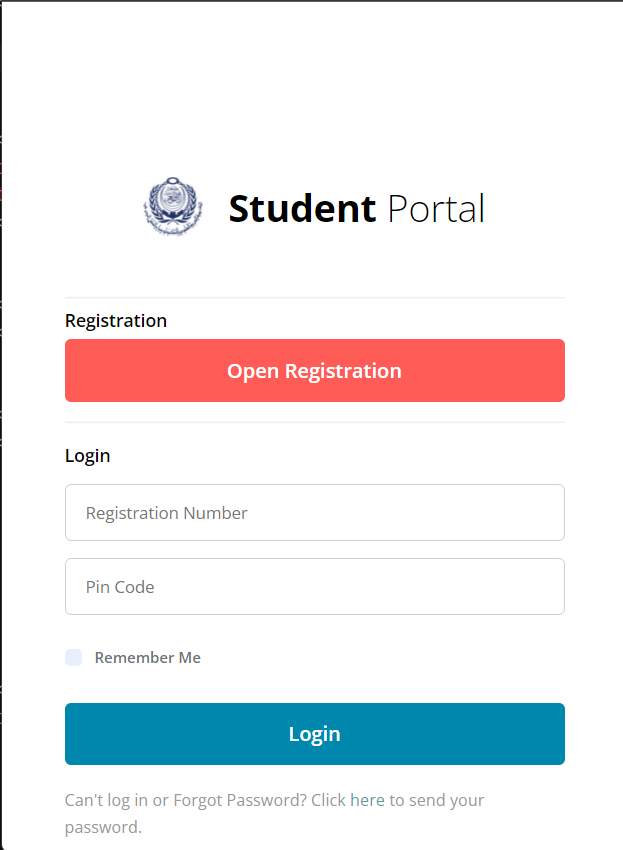 Student Portal
Registration
Open Registration
Login
Registration Number
Pin Code
Remember Me
Login
Can't log in or Forgot Password? Click here to send your
password.